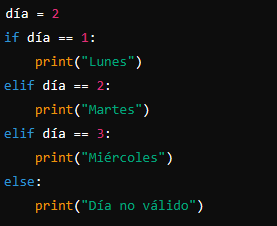 día = 2
if día == 1:
    print("Lunes")
elif día == 2:
    print("Martes")
elif día == 3:
    print("Miércoles")
else:
    print("Día no válido")